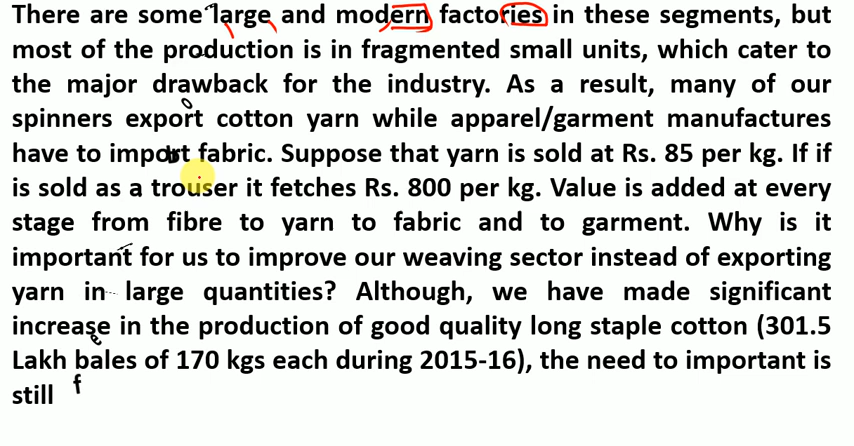 There are some large and modern factories in these segments, but
most of the production is in fragmented small units, which cater to
the major drawback for the industry. As a result, many of our
spinners export cotton yarn while apparel/garment manufactures
have to import fabric. Suppose that yarn is sold at Rs. 85 per kg. If if
is sold as a trouser it fetches Rs. 800 per kg. Value is added at every
stage from fibre to yarn to fabric and to garment. Why is it
important for us to improve our weaving sector instead of exporting
yarn in large quantities? Although, we have made significant
increase in the production of good quality long staple cotton (301.5
Lakh bales of 170 kgs each during 2015-16), the need to important is
still f